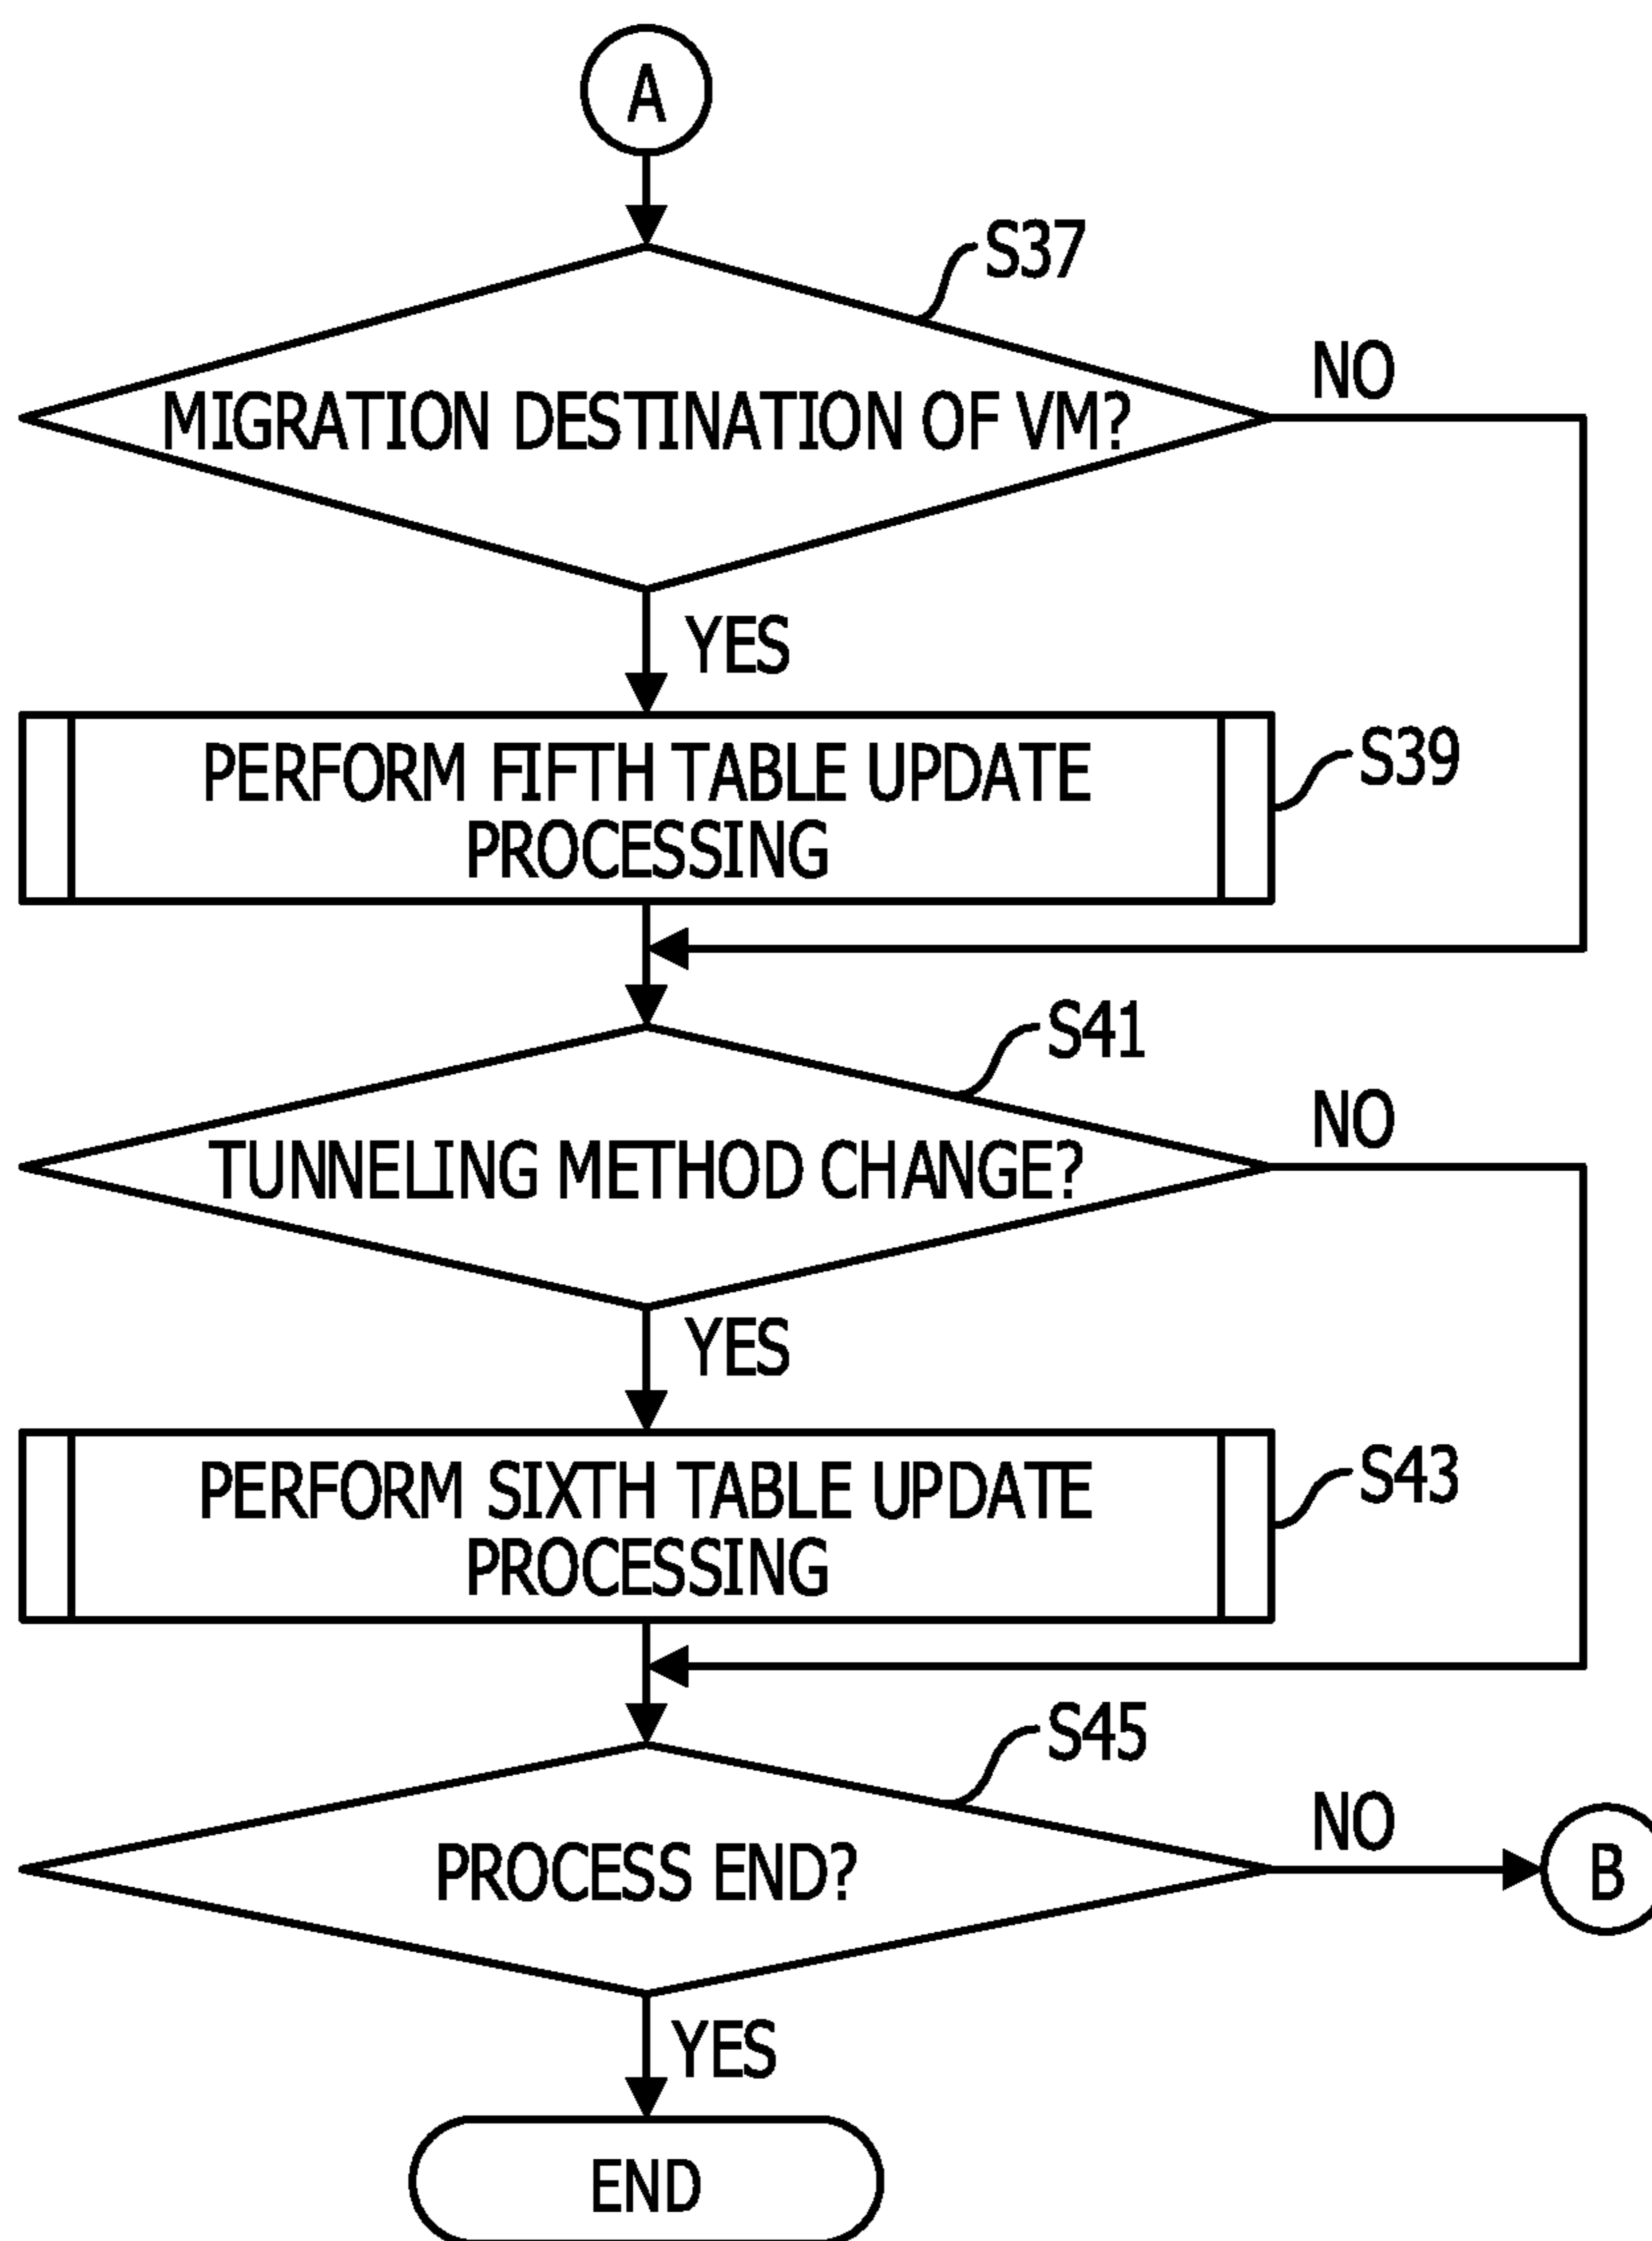 A
S37
NO
MIGRATION DESTINATION OF VM?
YES
PERFORM FIFTH TABLE UPDATE
PROCESSING
S39
S41
NO
TUNNELING METHOD CHANGE?
YES
PERFORM SIXTH TABLE UPDATE
PROCESSING
S43
S45
NO
PROCESS END?
B
YES
END